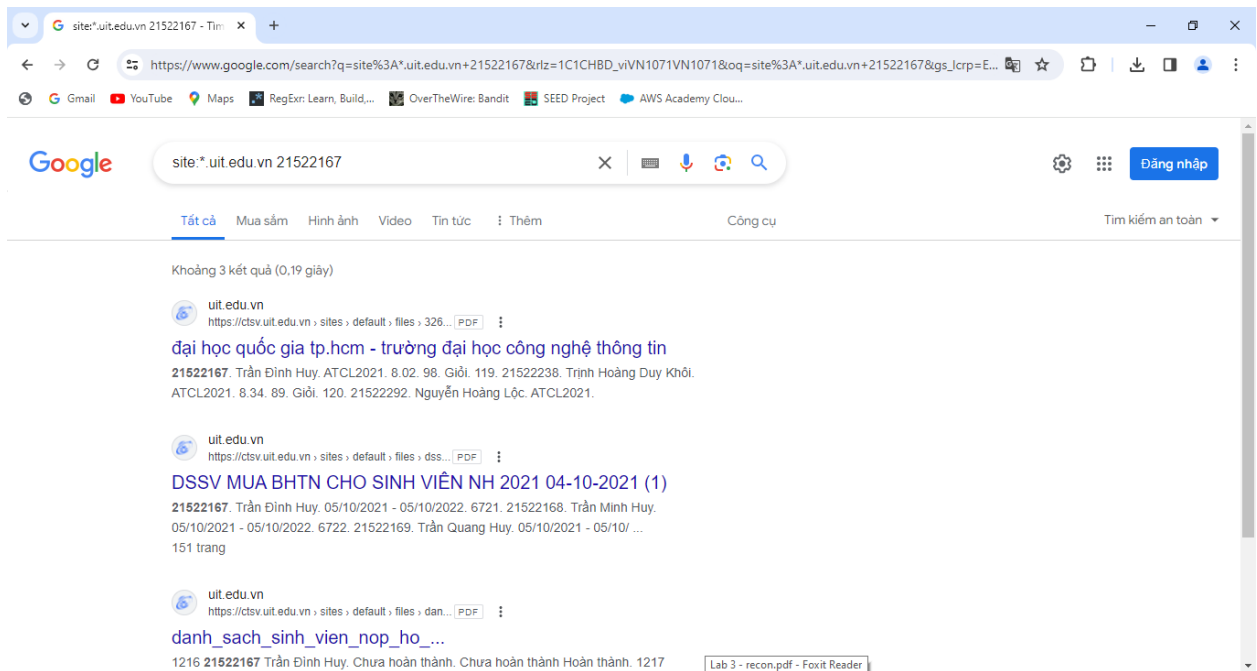 site:*.uit.edu.vn 21522167 - Tìm
https://www.google.com/search?q=site%3A*.uit.edu.vn+21522167&rlz=1C1CHBD_viVN1071VN1071&oq=site%3A*.uit.edu.vn+21522167&gs_lcrp=E...
Gmail YouTube Maps RegExr: Learn, Build,... OverTheWire: Bandit SEED Project AWS Academy Clou...
Google site:*.uit.edu.vn 21522167 Đăng nhập
Tất cả Mua sắm Hình ảnh Video Tin tức Thêm Công cụ Tìm kiếm an toàn
Khoảng 3 kết quả (0,19 giây)
uit.edu.vn
https://ctsv.uit.edu.vn › sites › default › files › 326... PDF
đại học quốc gia tp.hcm - trường đại học công nghệ thông tin
21522167. Trần Đình Huy. ATCL2021. 8.02. 98. Giỏi. 119. 21522238. Trịnh Hoàng Duy Khôi.
ATCL2021. 8.34. 89. Giỏi. 120. 21522292. Nguyễn Hoàng Lộc. ATCL2021.
uit.edu.vn
https://ctsv.uit.edu.vn › sites › default › files › dss... PDF
DSSV MUA BHTN CHO SINH VIÊN NH 2021 04-10-2021 (1)
21522167. Trần Đình Huy. 05/10/2021 - 05/10/2022. 6721. 21522168. Trần Minh Huy.
05/10/2021 - 05/10/2022. 6722. 21522169. Trần Quang Huy. 05/10/2021 - 05/10/ ...
151 trang
uit.edu.vn
https://ctsv.uit.edu.vn › sites › default › files › dan... PDF
danh_sach_sinh_vien_nop_ho_...
1216 21522167 Trần Đình Huy. Chưa hoàn thành. Chưa hoàn thành Hoàn thành. 1217
Lab 3 - recon.pdf - Foxit Reader